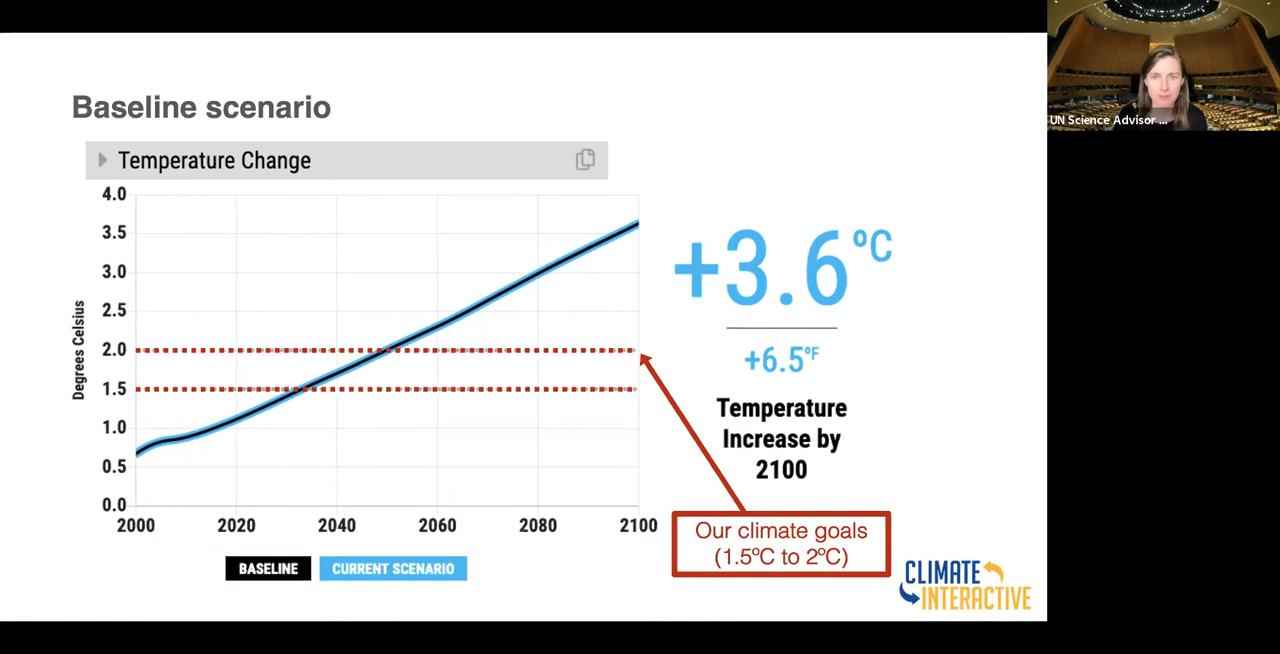 Baseline scenario
Temperature Change
Degrees Celsius
4.0
3.5
3.0
2.5
2.0
1.5
1.0
0.5
0.0
2000 2020 2040 2060 2080 2100
BASELINE CURRENT SCENARIO
+3.6ºC
+6.5ºF
Temperature
Increase by
2100
Our climate goals
(1.5ºC to 2ºC)
CLIMATE
INTERACTIVE
UN Science Advisor ...